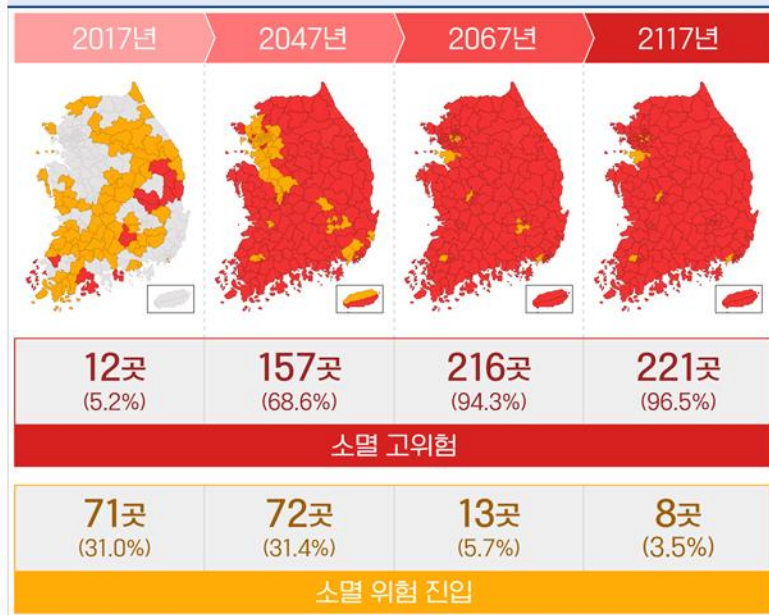 2017년 2047년 2067년 2117년
12곳 157곳 216곳 221곳
(5.2%) (68.6%) (94.3%) (96.5%)
소멸 고위험
71곳 72곳 13곳 8곳
(31.0%) (31.4%) (5.7%) (3.5%)
소멸 위험 진입